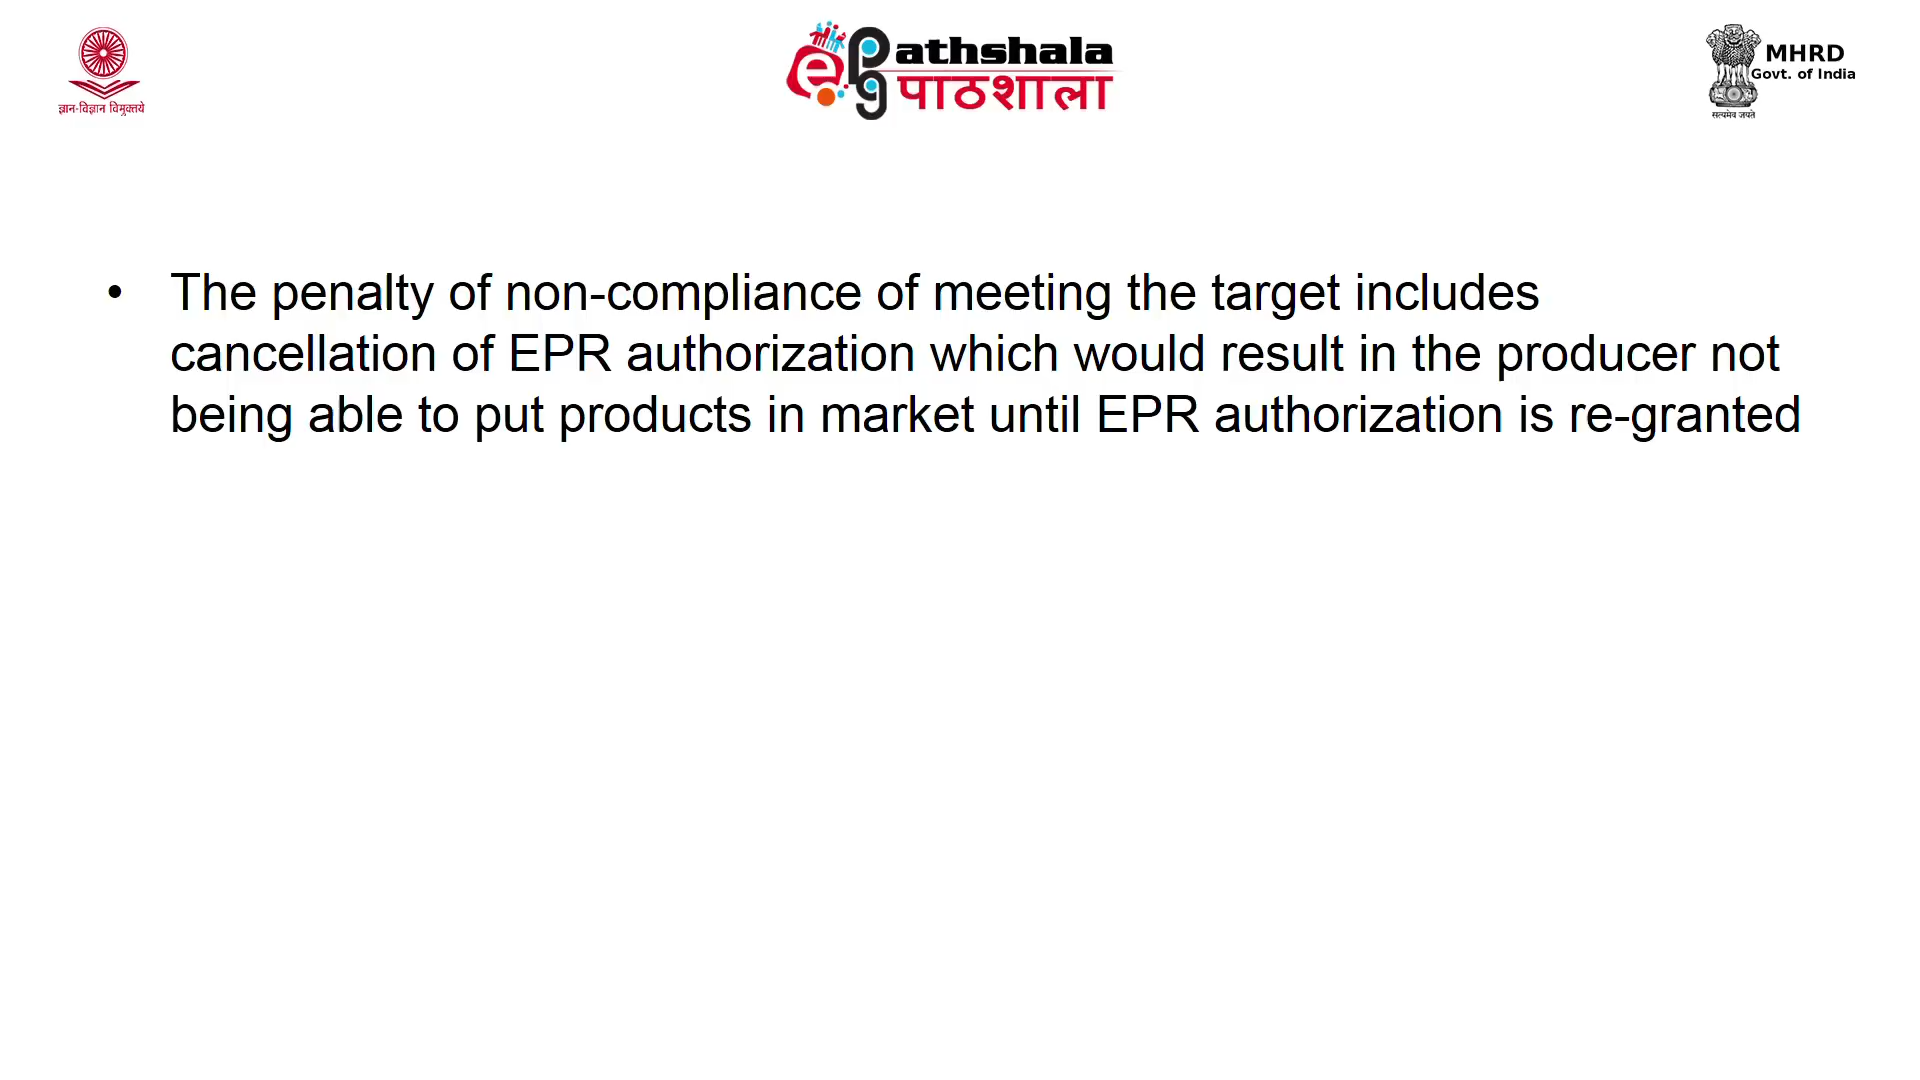 ज्ञान-विज्ञान विमुक्तये
athshala
पाठशाला
MHRD
Govt. of India
सत्यमेव जयते
• The penalty of non-compliance of meeting the target includes
cancellation of EPR authorization which would result in the producer not
being able to put products in market until EPR authorization is re-granted